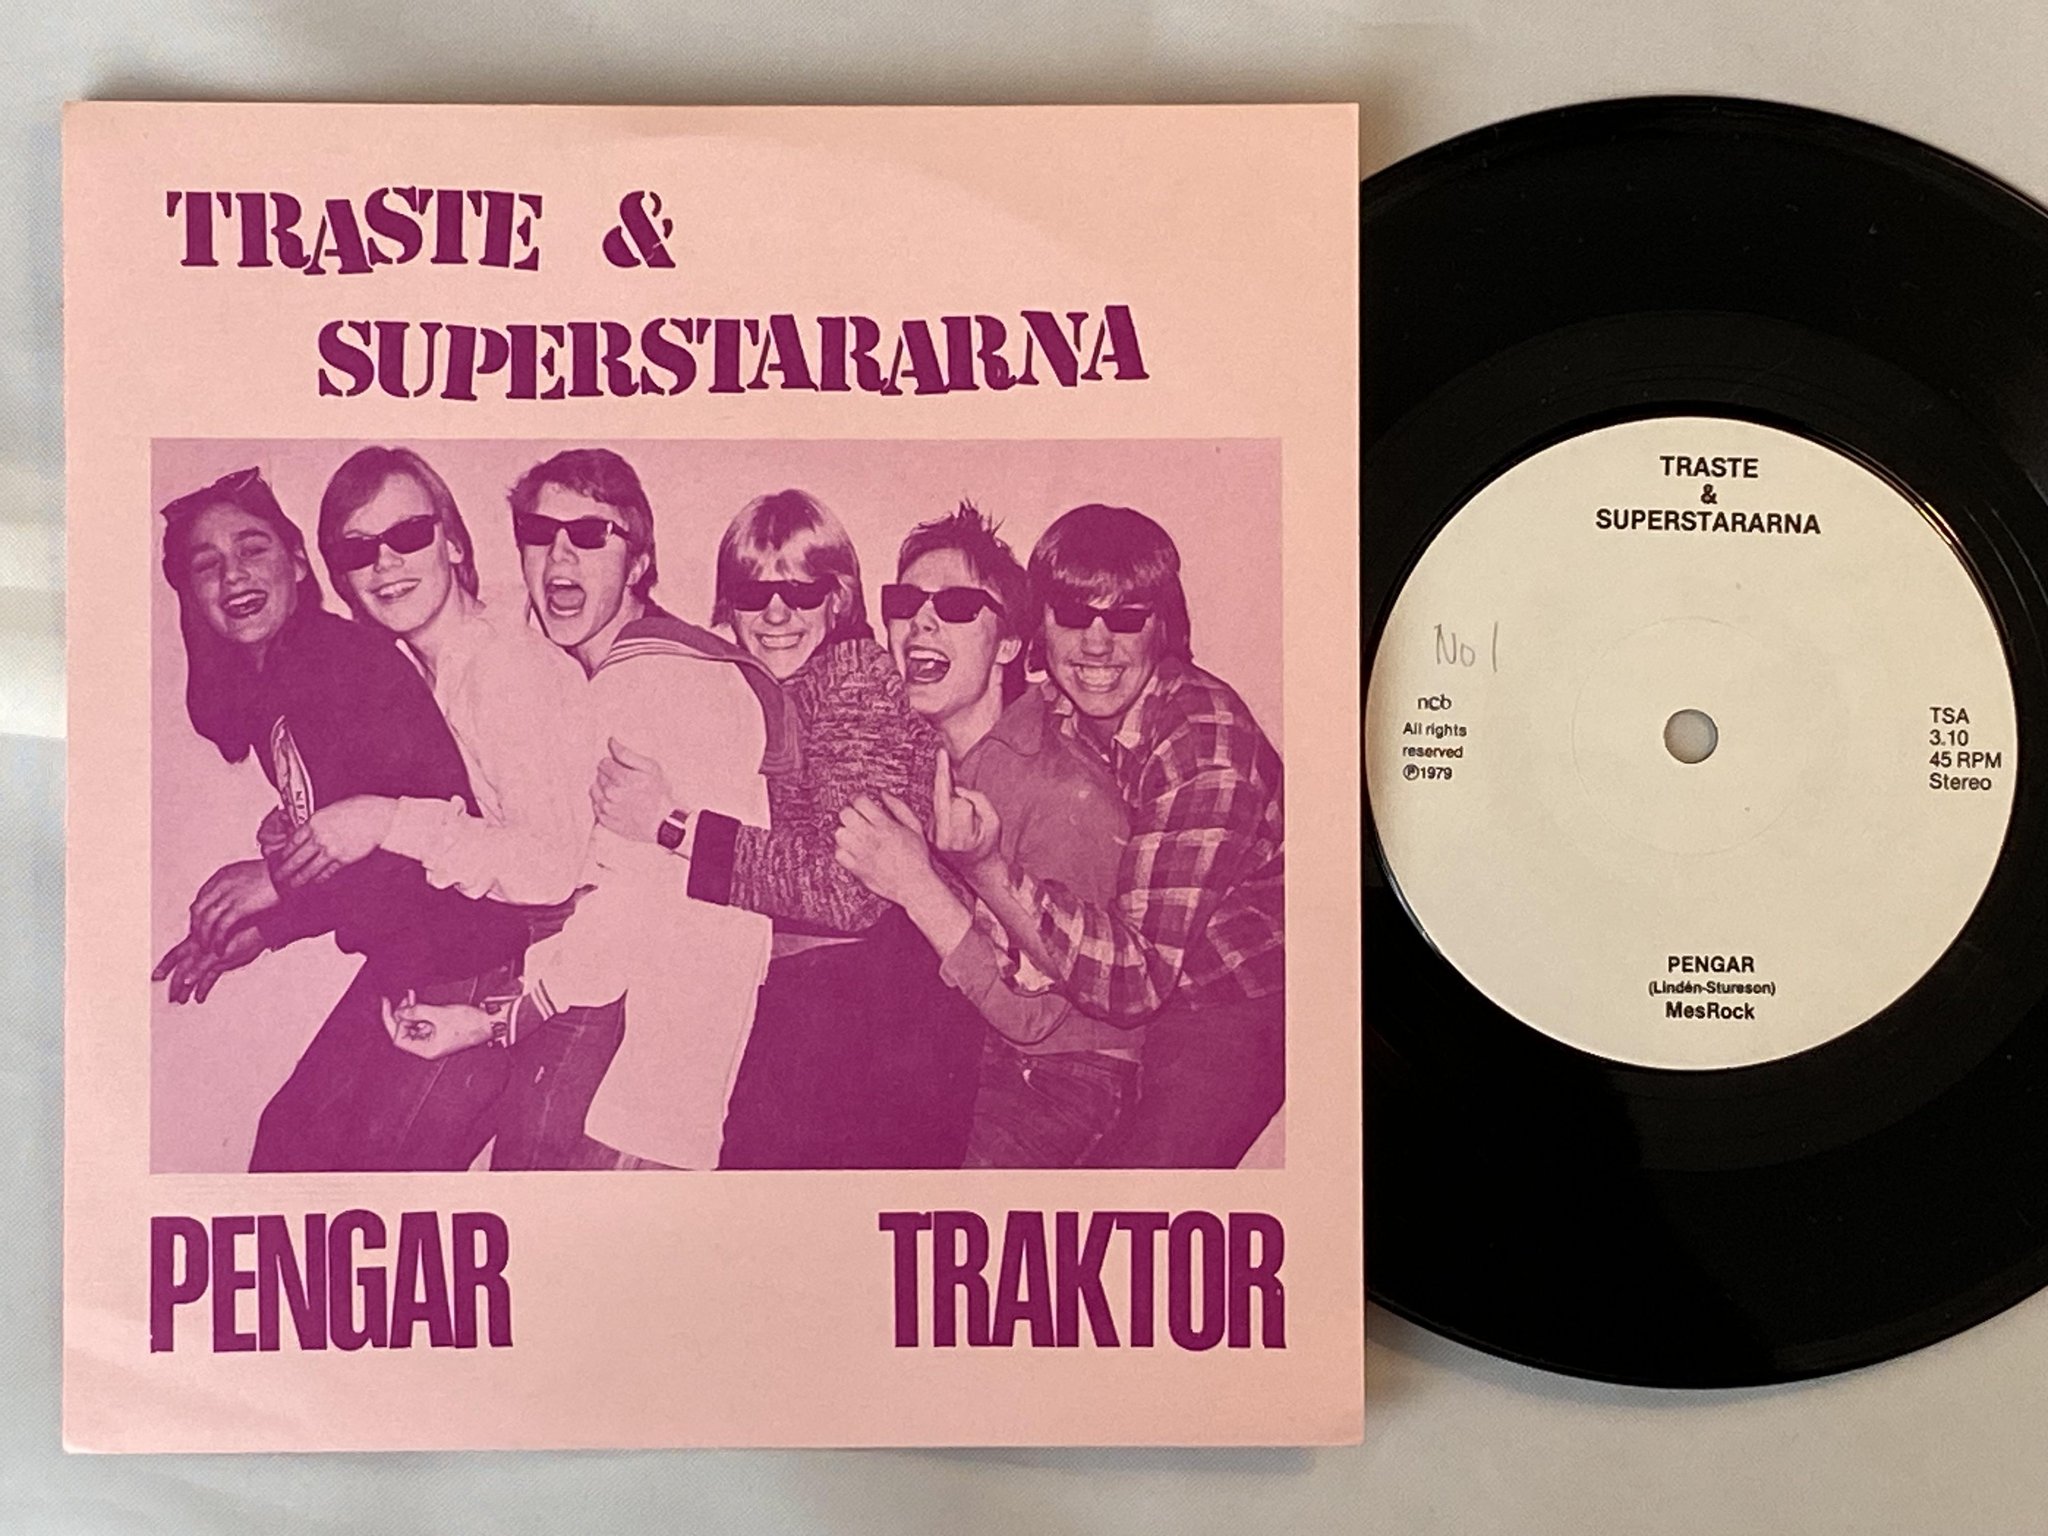 TRASTE &
SUPERSTARARNA
PENGAR
TRAKTOR
TRASTE
&
SUPERSTARARNA
No 1
ncb
All rights
reserved
℗1979
TSA
3.10
45 RPM
Stereo
PENGAR
(Lindén-Stureson)
MesRock